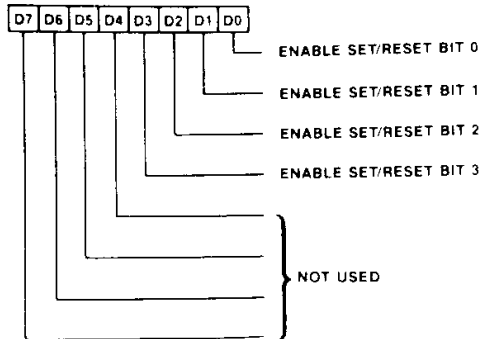 D7 D6 D5 D4 D3 D2 D1 D0
ENABLE SET/RESET BIT 0
ENABLE SET/RESET BIT 1
ENABLE SET/RESET BIT 2
ENABLE SET/RESET BIT 3
NOT USED